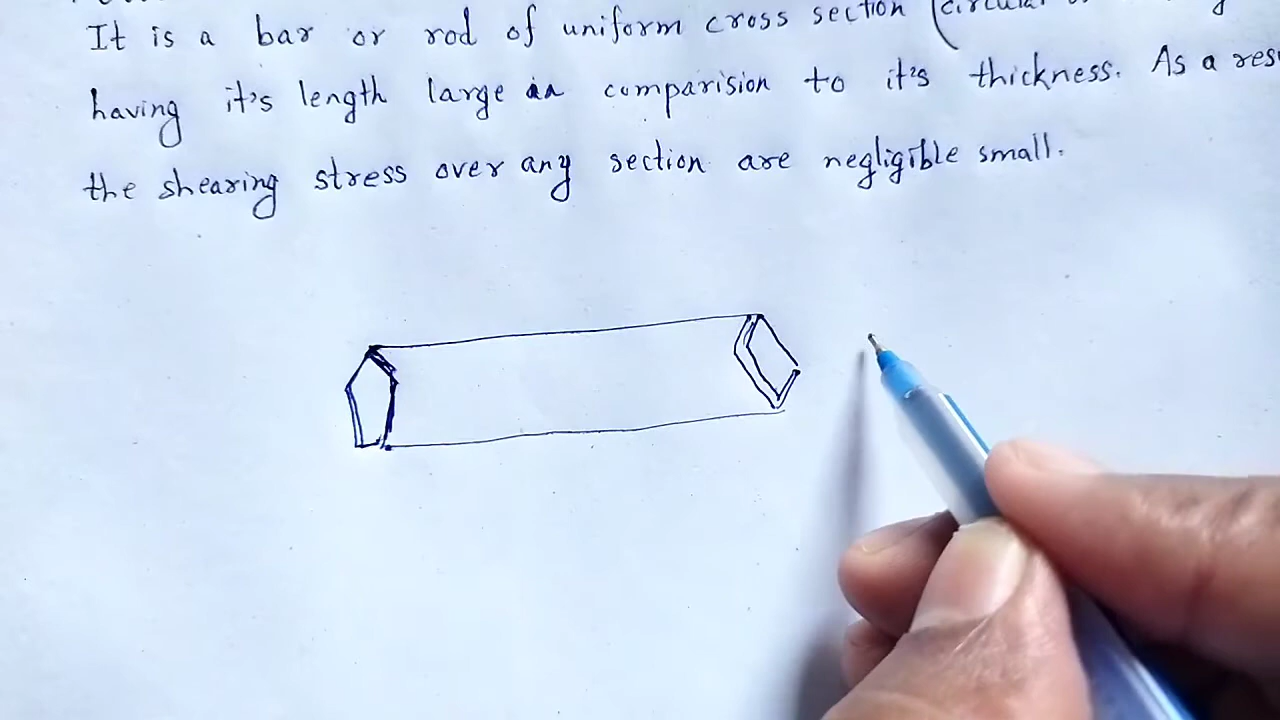 It is a bar or rod of uniform cross section (circular
having it's length large in comparision to it's thickness. As a
the shearing stress over any section are negligible small.